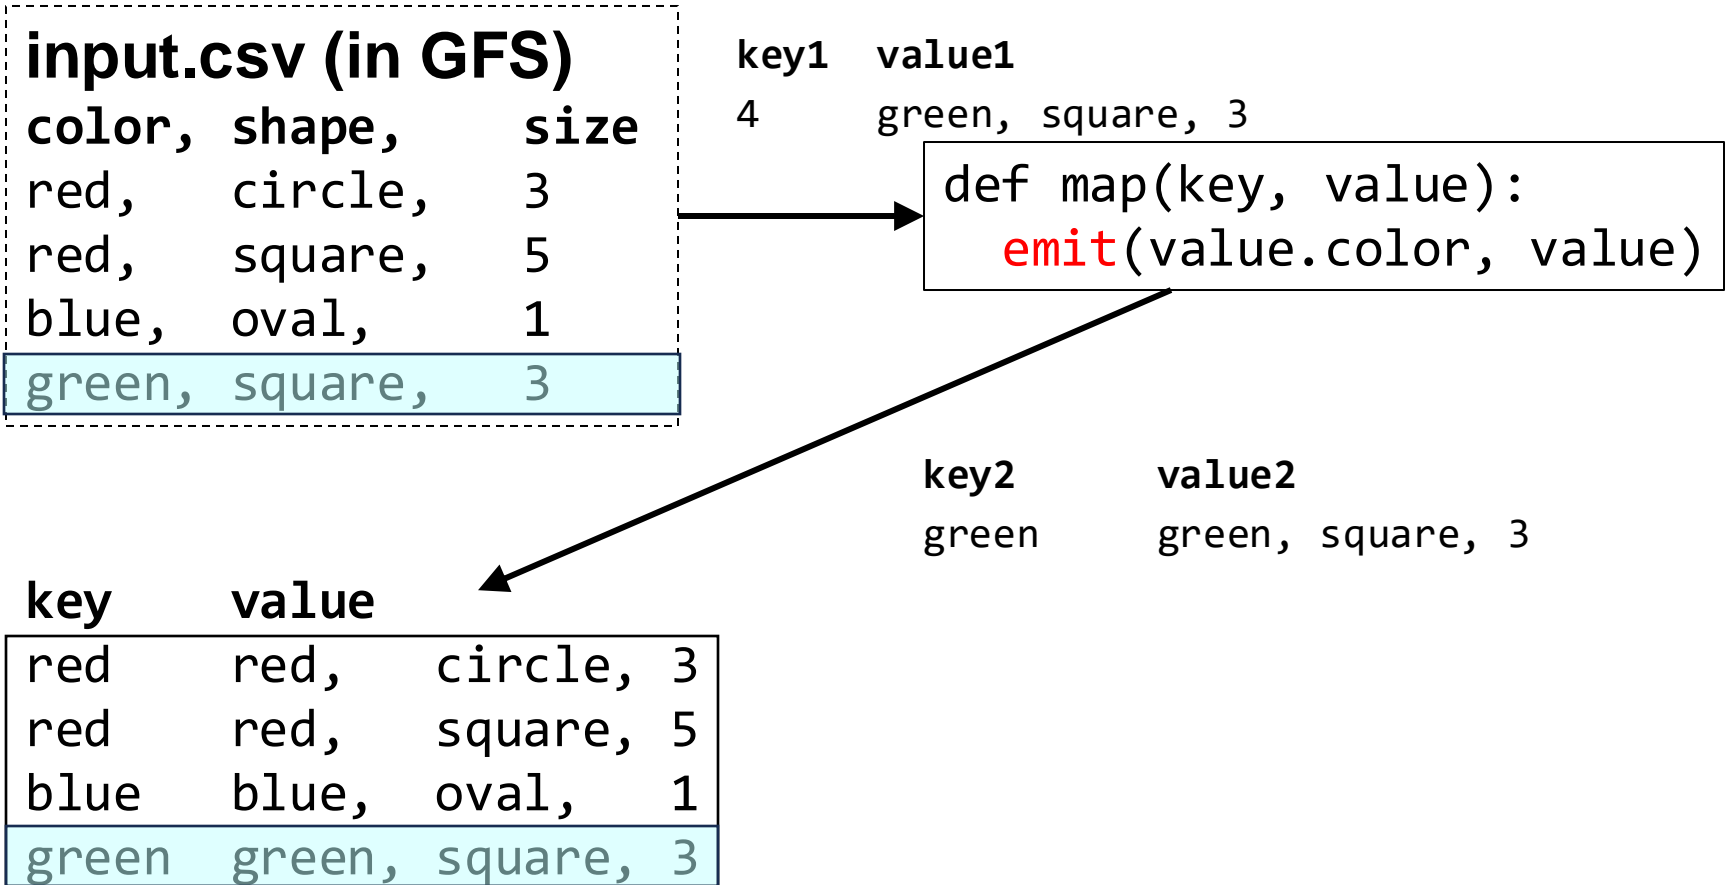 input.csv (in GFS)
color, shape, size
red, circle, 3
red, square, 5
blue, oval, 1
green, square, 3
key1 value1
4 green, square, 3
def map(key, value):
emit(value.color, value)
key2 value2
green green, square, 3
key value
red red, circle, 3
red red, square, 5
blue blue, oval, 1
green green, square, 3